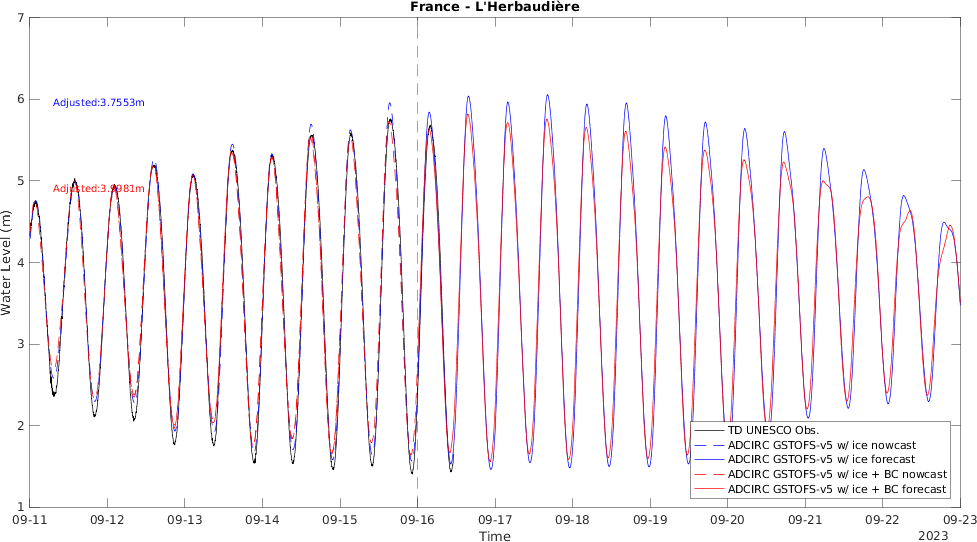 France - L'Herbaudière
7
6
5
4
3
2
1
Water Level (m)
Adjusted:3.7553m
Adjusted:3.9981m
TD UNESCO Obs.
ADCIRC GSTOFS-v5 w/ ice nowcast
ADCIRC GSTOFS-v5 w/ ice forecast
ADCIRC GSTOFS-v5 w/ ice + BC nowcast
ADCIRC GSTOFS-v5 w/ ice + BC forecast
09-11 09-12 09-13 09-14 09-15 09-16 09-17 09-18 09-19 09-20 09-21 09-22 09-23
Time
2023